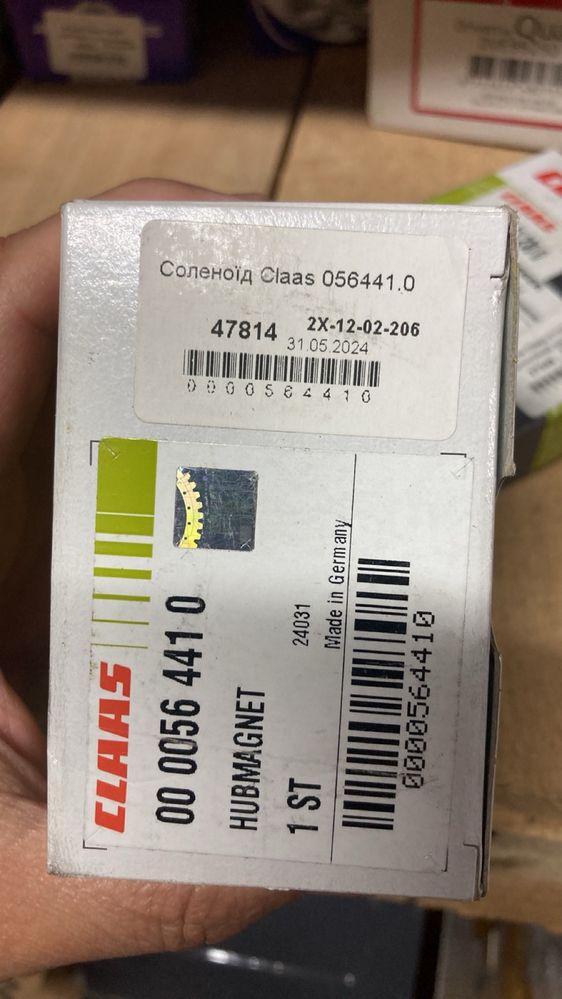 Соленоїд Claas 056441.0
47814 2X-12-02-206
31.05.2024
0000564410
CLAAS
00 0056 441 0
HUBMAGNET
1 ST
24031
Made in Germany
0000564410